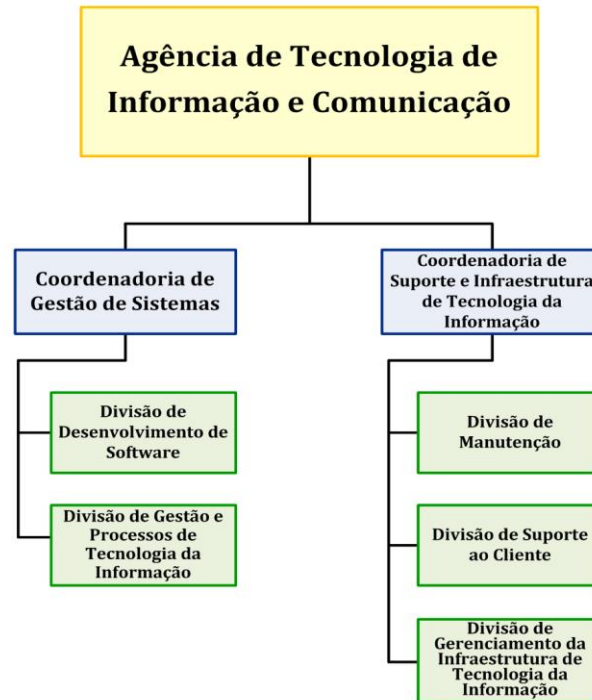 Agência de Tecnologia de
Informação e Comunicação
Coordenadoria de
Gestão de Sistemas
Divisão de
Desenvolvimento de
Software
Divisão de Gestão e
Processos de
Tecnologia da
Informação
Coordenadoria de
Suporte e Infraestrutura
de Tecnologia da
Informação
Divisão de
Manutenção
Divisão de Suporte
ao Cliente
Divisão de
Gerenciamento da
Infraestrutura de
Tecnologia da
Informação